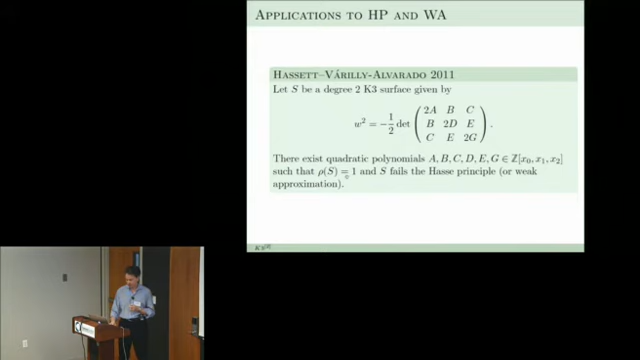 APPLICATIONS TO HP AND WA
HASSETT–VÁRILLY-ALVARADO 2011
Let S be a degree 2 K3 surface given by
w² = −1/2 det ( 2A B C
B 2D E
C E 2G ) .
There exist quadratic polynomials A, B, C, D, E, G ∈ ℤ[x₀, x₁, x₂]
such that ρ(S) = 1 and S fails the Hasse principle (or weak
approximation).